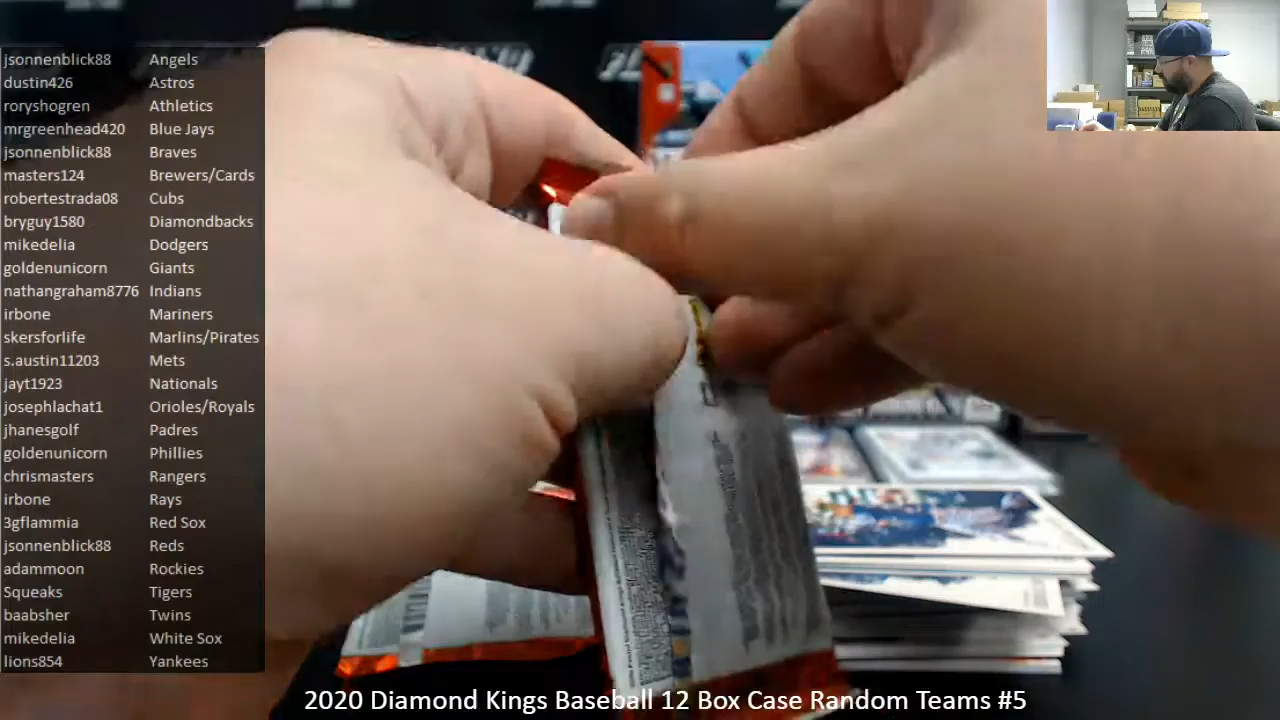 jsonnenblick88 Angels
dustin426 Astros
roryshogren Athletics
mrgreenhead420 Blue Jays
jsonnenblick88 Braves
masters124 Brewers/Cards
robertestrada08 Cubs
bryguy1580 Diamondbacks
mikedelia Dodgers
goldenunicorn Giants
nathangraham8776 Indians
irbone Mariners
skersforlife Marlins/Pirates
s.austin11203 Mets
jayt1923 Nationals
josephlachat1 Orioles/Royals
jhanesgolf Padres
goldenunicorn Phillies
chrismasters Rangers
irbone Rays
3gflammia Red Sox
jsonnenblick88 Reds
adammoon Rockies
Squeaks Tigers
baabsher Twins
mikedelia White Sox
lions854 Yankees
2020 Diamond Kings Baseball 12 Box Case Random Teams #5